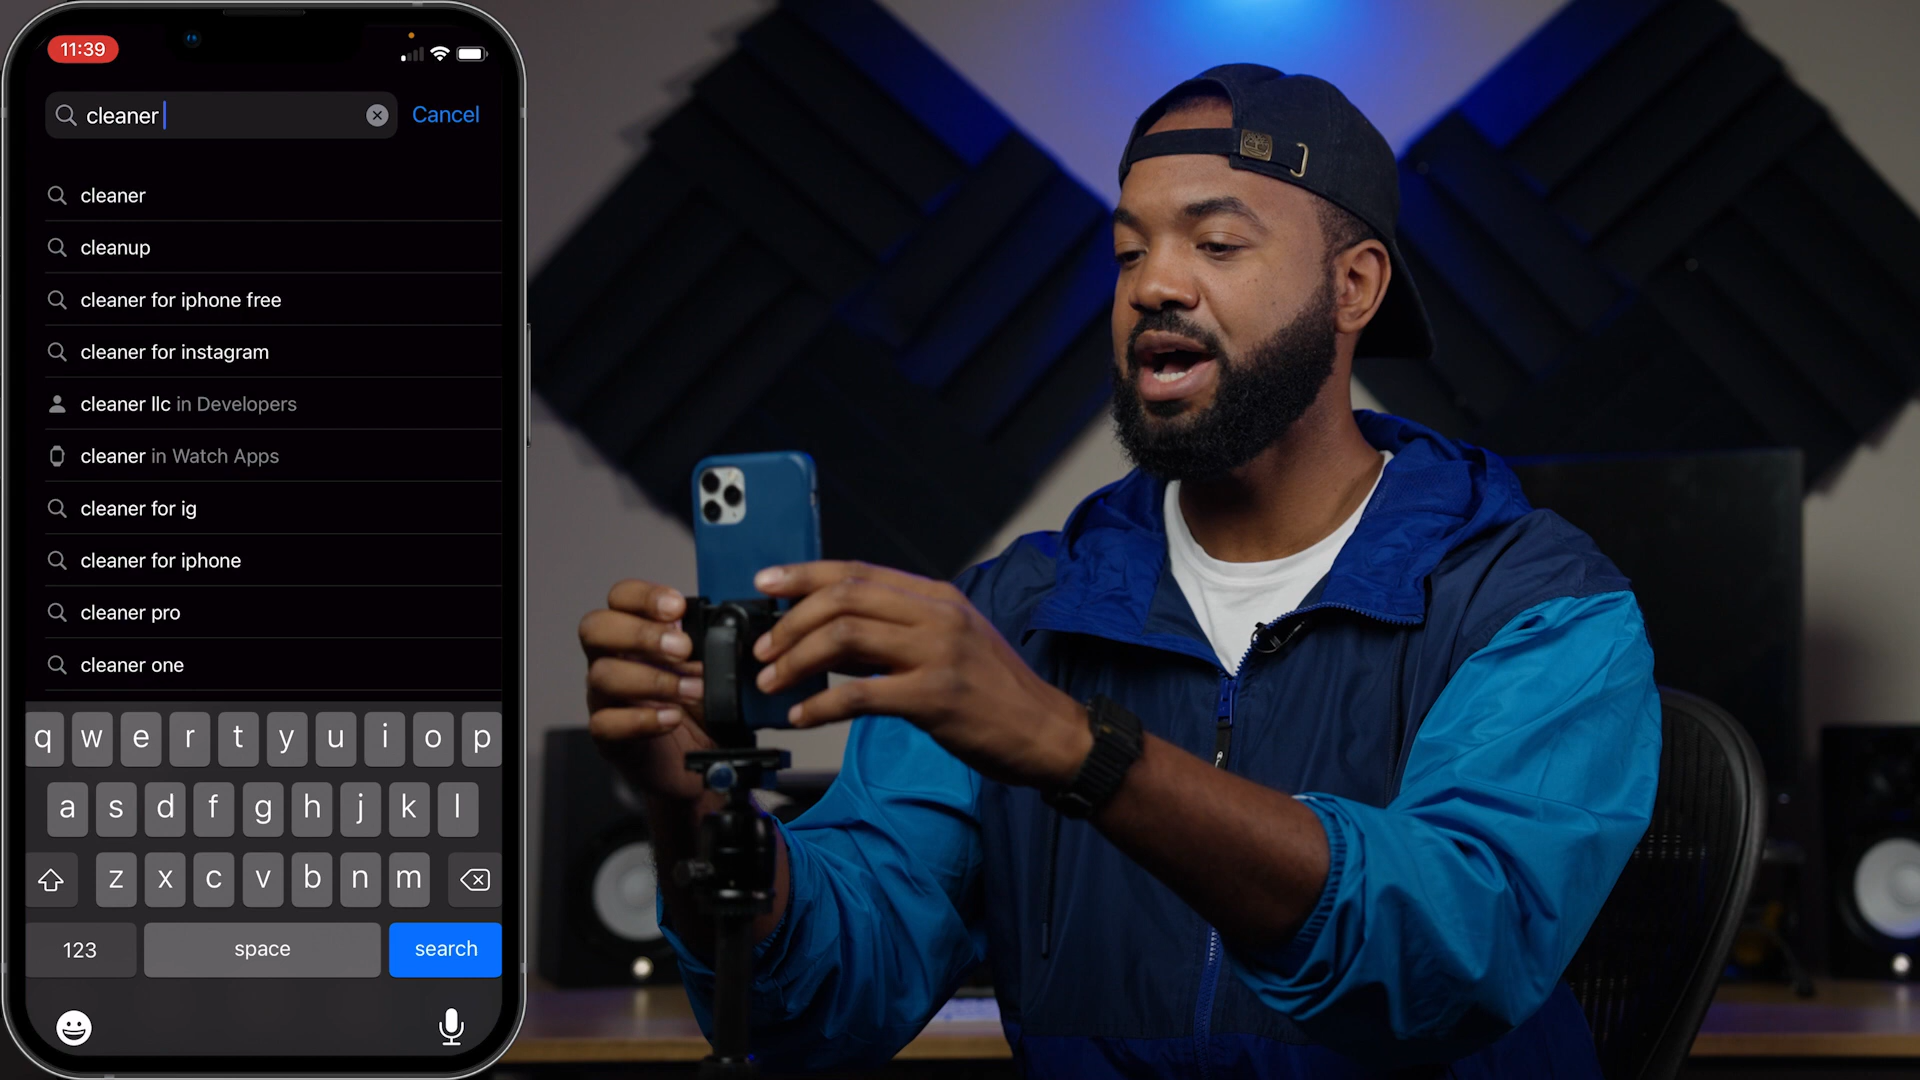 11:39
cleaner
Cancel
cleaner
cleanup
cleaner for iphone free
cleaner for instagram
cleaner llc in Developers
cleaner in Watch Apps
cleaner for ig
cleaner for iphone
cleaner pro
cleaner one
q w e r t y u i o p
a s d f g h j k l
z x c v b n m
123 space search